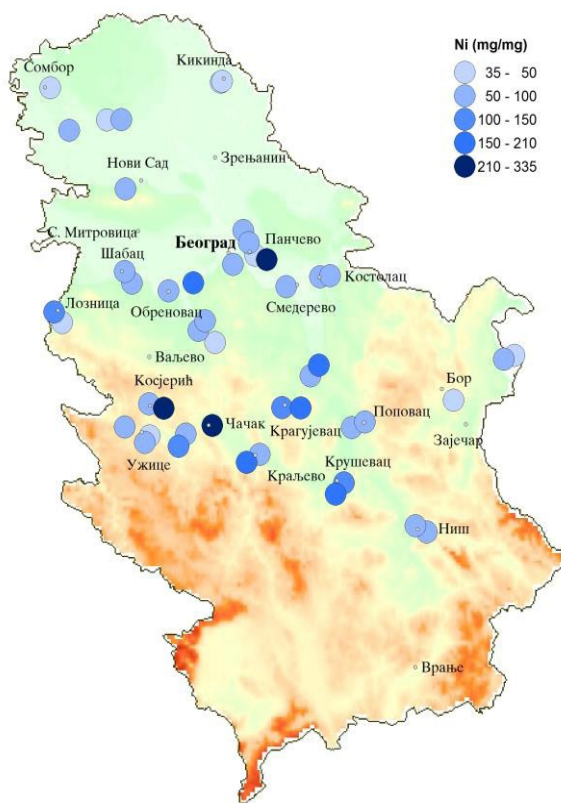 Ni (mg/mg)
35 - 50
50 - 100
100 - 150
150 - 210
210 - 335
Сомбор
Кикинда
Нови Сад
Зрењанин
С. Митровица
Београд
Панчево
Шабац
Костолац
Обреновац
Смедерево
Лозница
Ваљево
Бор
Косјерић
Чачак
Крагујевац
Поповац
Зајечар
Ужице
Краљево
Крушевац
Ниш
Врање